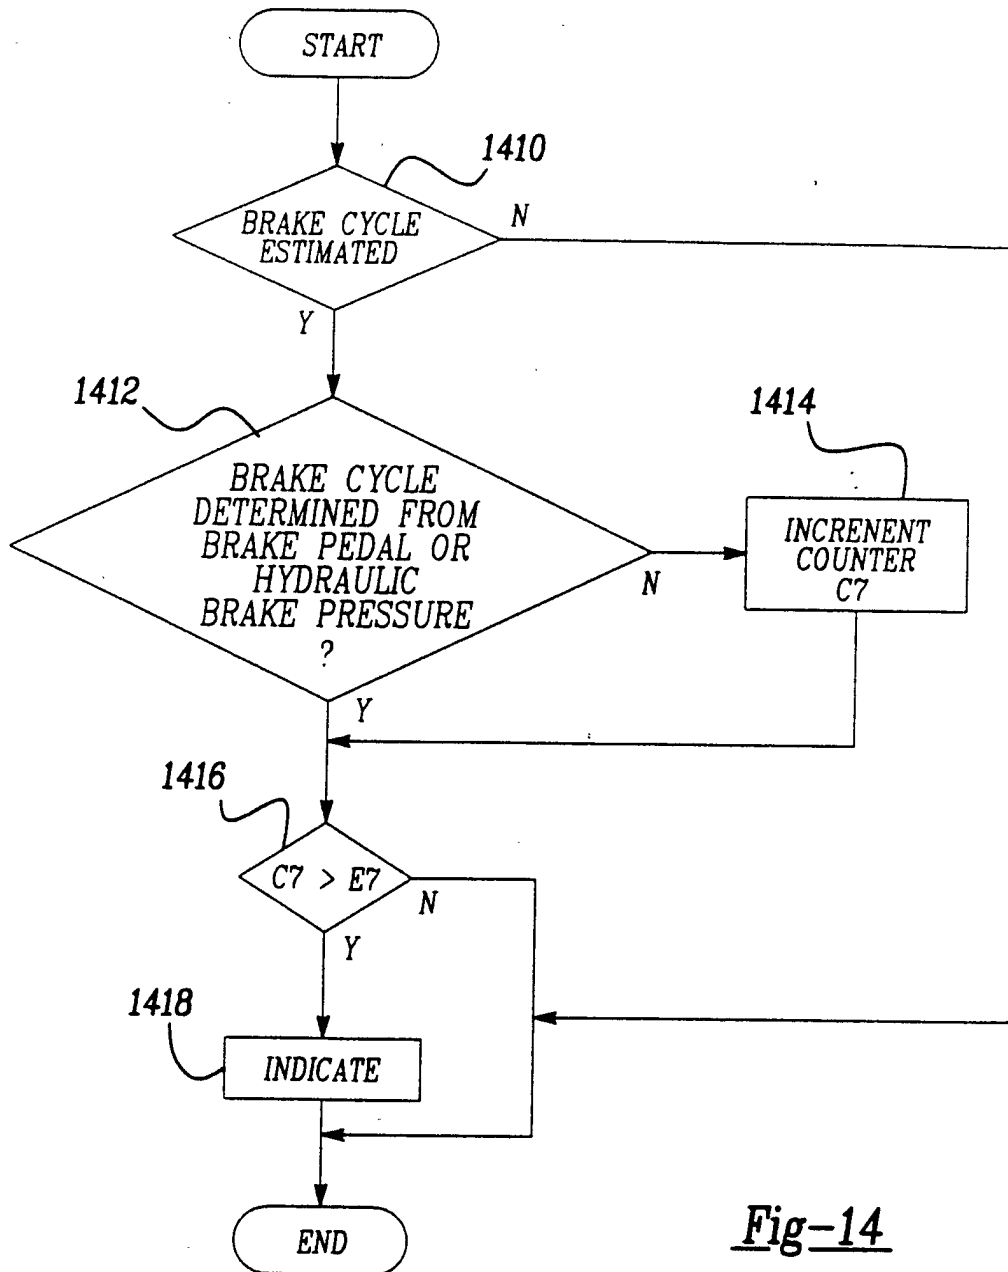 START
1410
BRAKE CYCLE
ESTIMATED
N
Y
1412
BRAKE CYCLE
DETERMINED FROM
BRAKE PEDAL OR
HYDRAULIC
BRAKE PRESSURE
?
N
Y
1414
INCRENENT
COUNTER
C7
1416
C7 > E7
N
Y
1418
INDICATE
END
Fig-14